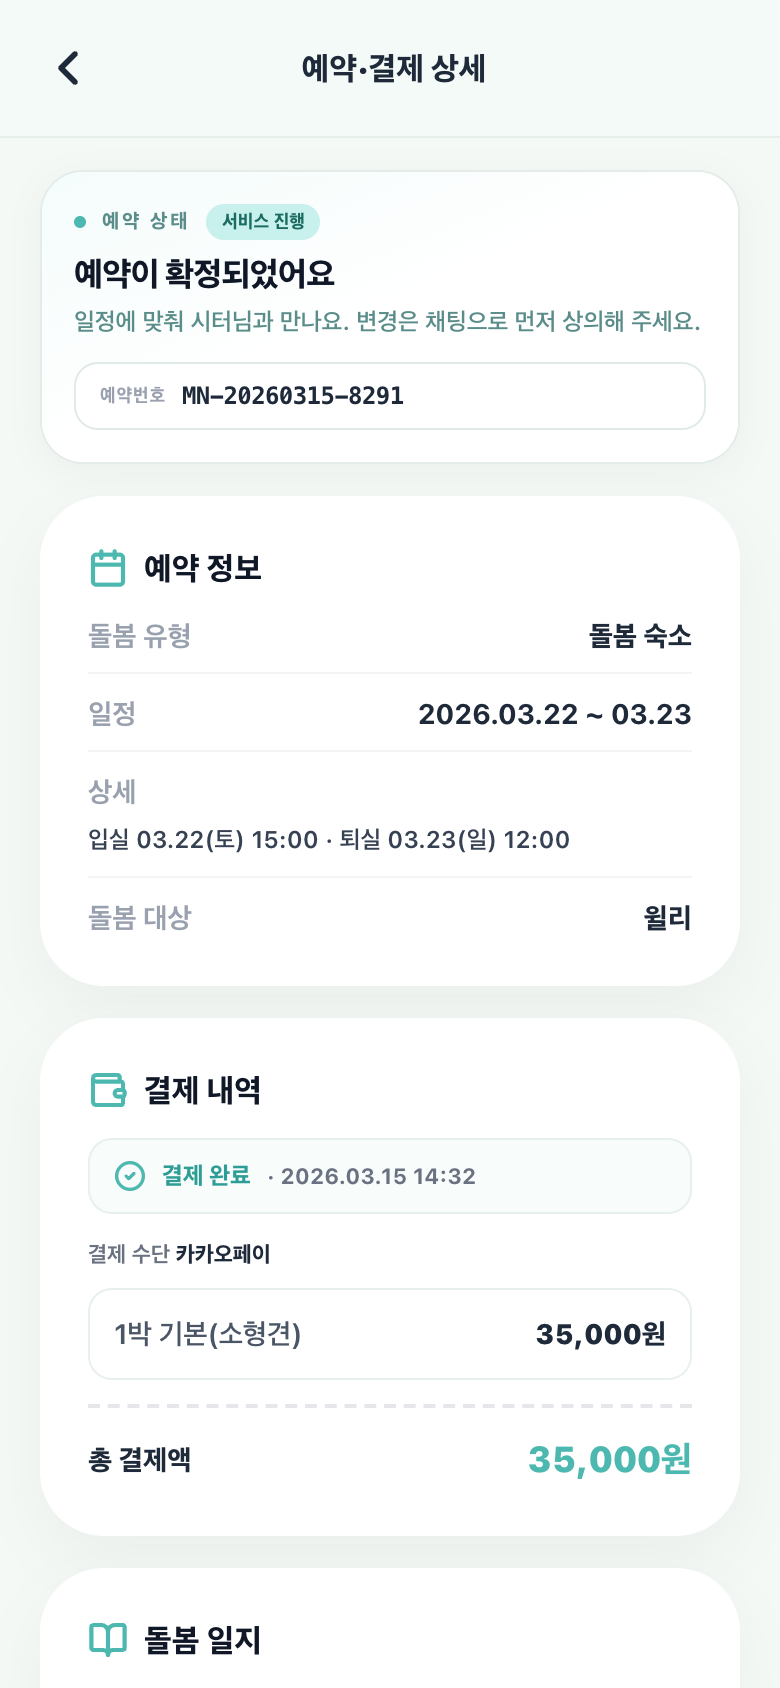 예약·결제 상세
예약 상태 서비스 진행
예약이 확정되었어요
일정에 맞춰 시터님과 만나요. 변경은 채팅으로 먼저 상의해 주세요.
예약번호 MN-20260315-8291
예약 정보
돌봄 유형 돌봄 숙소
일정 2026.03.22 ~ 03.23
상세
입실 03.22(토) 15:00 · 퇴실 03.23(일) 12:00
돌봄 대상 윌리
결제 내역
결제 완료 · 2026.03.15 14:32
결제 수단 카카오페이
1박 기본(소형견) 35,000원
총 결제액 35,000원
돌봄 일지